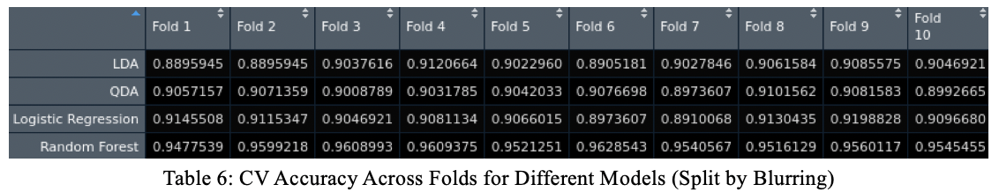 Fold 1 Fold 2 Fold 3 Fold 4 Fold 5 Fold 6 Fold 7 Fold 8 Fold 9 Fold 10
LDA 0.8895945 0.8895945 0.9037616 0.9120664 0.9022960 0.8905181 0.9027846 0.9061584 0.9085575 0.9046921
QDA 0.9057157 0.9071359 0.9008789 0.9031785 0.9042033 0.9076698 0.8973607 0.9101562 0.9081583 0.8992665
Logistic Regression 0.9145508 0.9115347 0.9046921 0.9081134 0.9066015 0.8973607 0.8910068 0.9130435 0.9198828 0.9096680
Random Forest 0.9477539 0.9599218 0.9608993 0.9609375 0.9521251 0.9628543 0.9540567 0.9516129 0.9560117 0.9545455
Table 6: CV Accuracy Across Folds for Different Models (Split by Blurring)